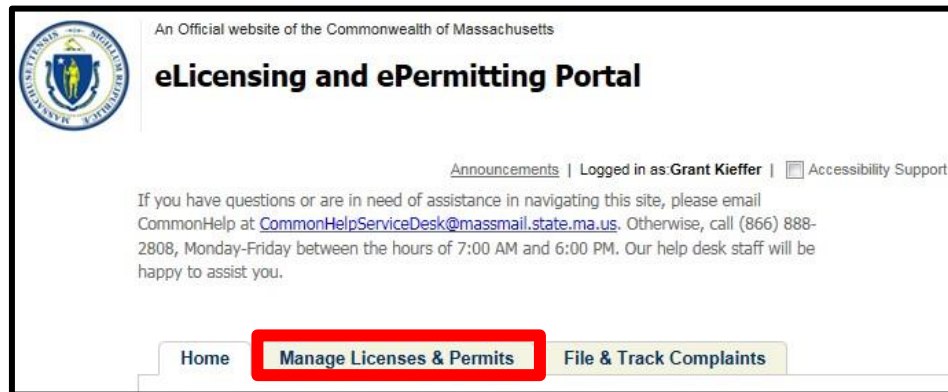 An Official website of the Commonwealth of Massachusetts
eLicensing and ePermitting Portal
Announcements | Logged in as:Grant Kieffer | Accessibility Support
If you have questions or are in need of assistance in navigating this site, please email
CommonHelp at CommonHelpServiceDesk@massmail.state.ma.us. Otherwise, call (866) 888-
2808, Monday-Friday between the hours of 7:00 AM and 6:00 PM. Our help desk staff will be
happy to assist you.
Home Manage Licenses & Permits File & Track Complaints